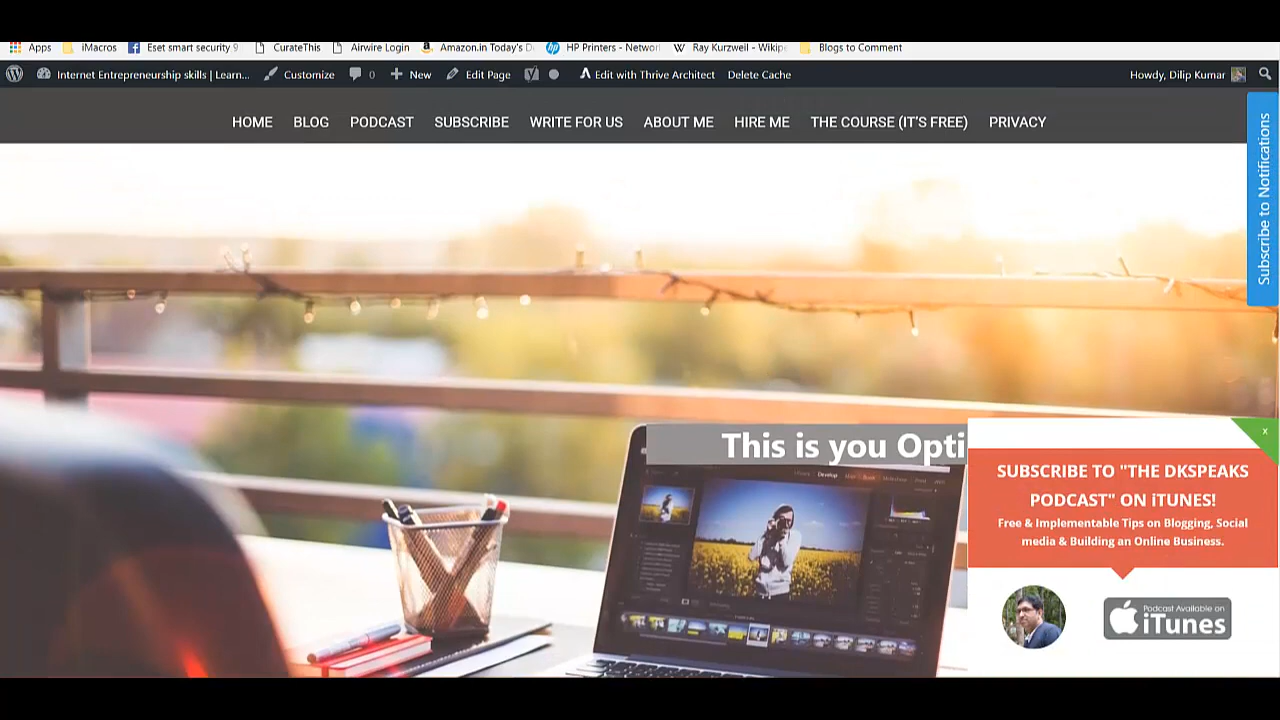 Apps iMacros Eset smart security 9 CurateThis Airwire Login Amazon.in Today's D HP Printers - Networ Ray Kurzweil - Wikip Blogs to Comment
Internet Entrepreneurship skills | Learn... Customize 0 New Edit Page Edit with Thrive Architect Delete Cache Howdy, Dilip Kumar
HOME BLOG PODCAST SUBSCRIBE WRITE FOR US ABOUT ME HIRE ME THE COURSE (IT'S FREE) PRIVACY
Subscribe to Notifications
This is you Opti
x
SUBSCRIBE TO "THE DKSPEAKS
PODCAST" ON iTUNES!
Free & Implementable Tips on Blogging, Social
media & Building an Online Business.
Podcast Available on
iTunes